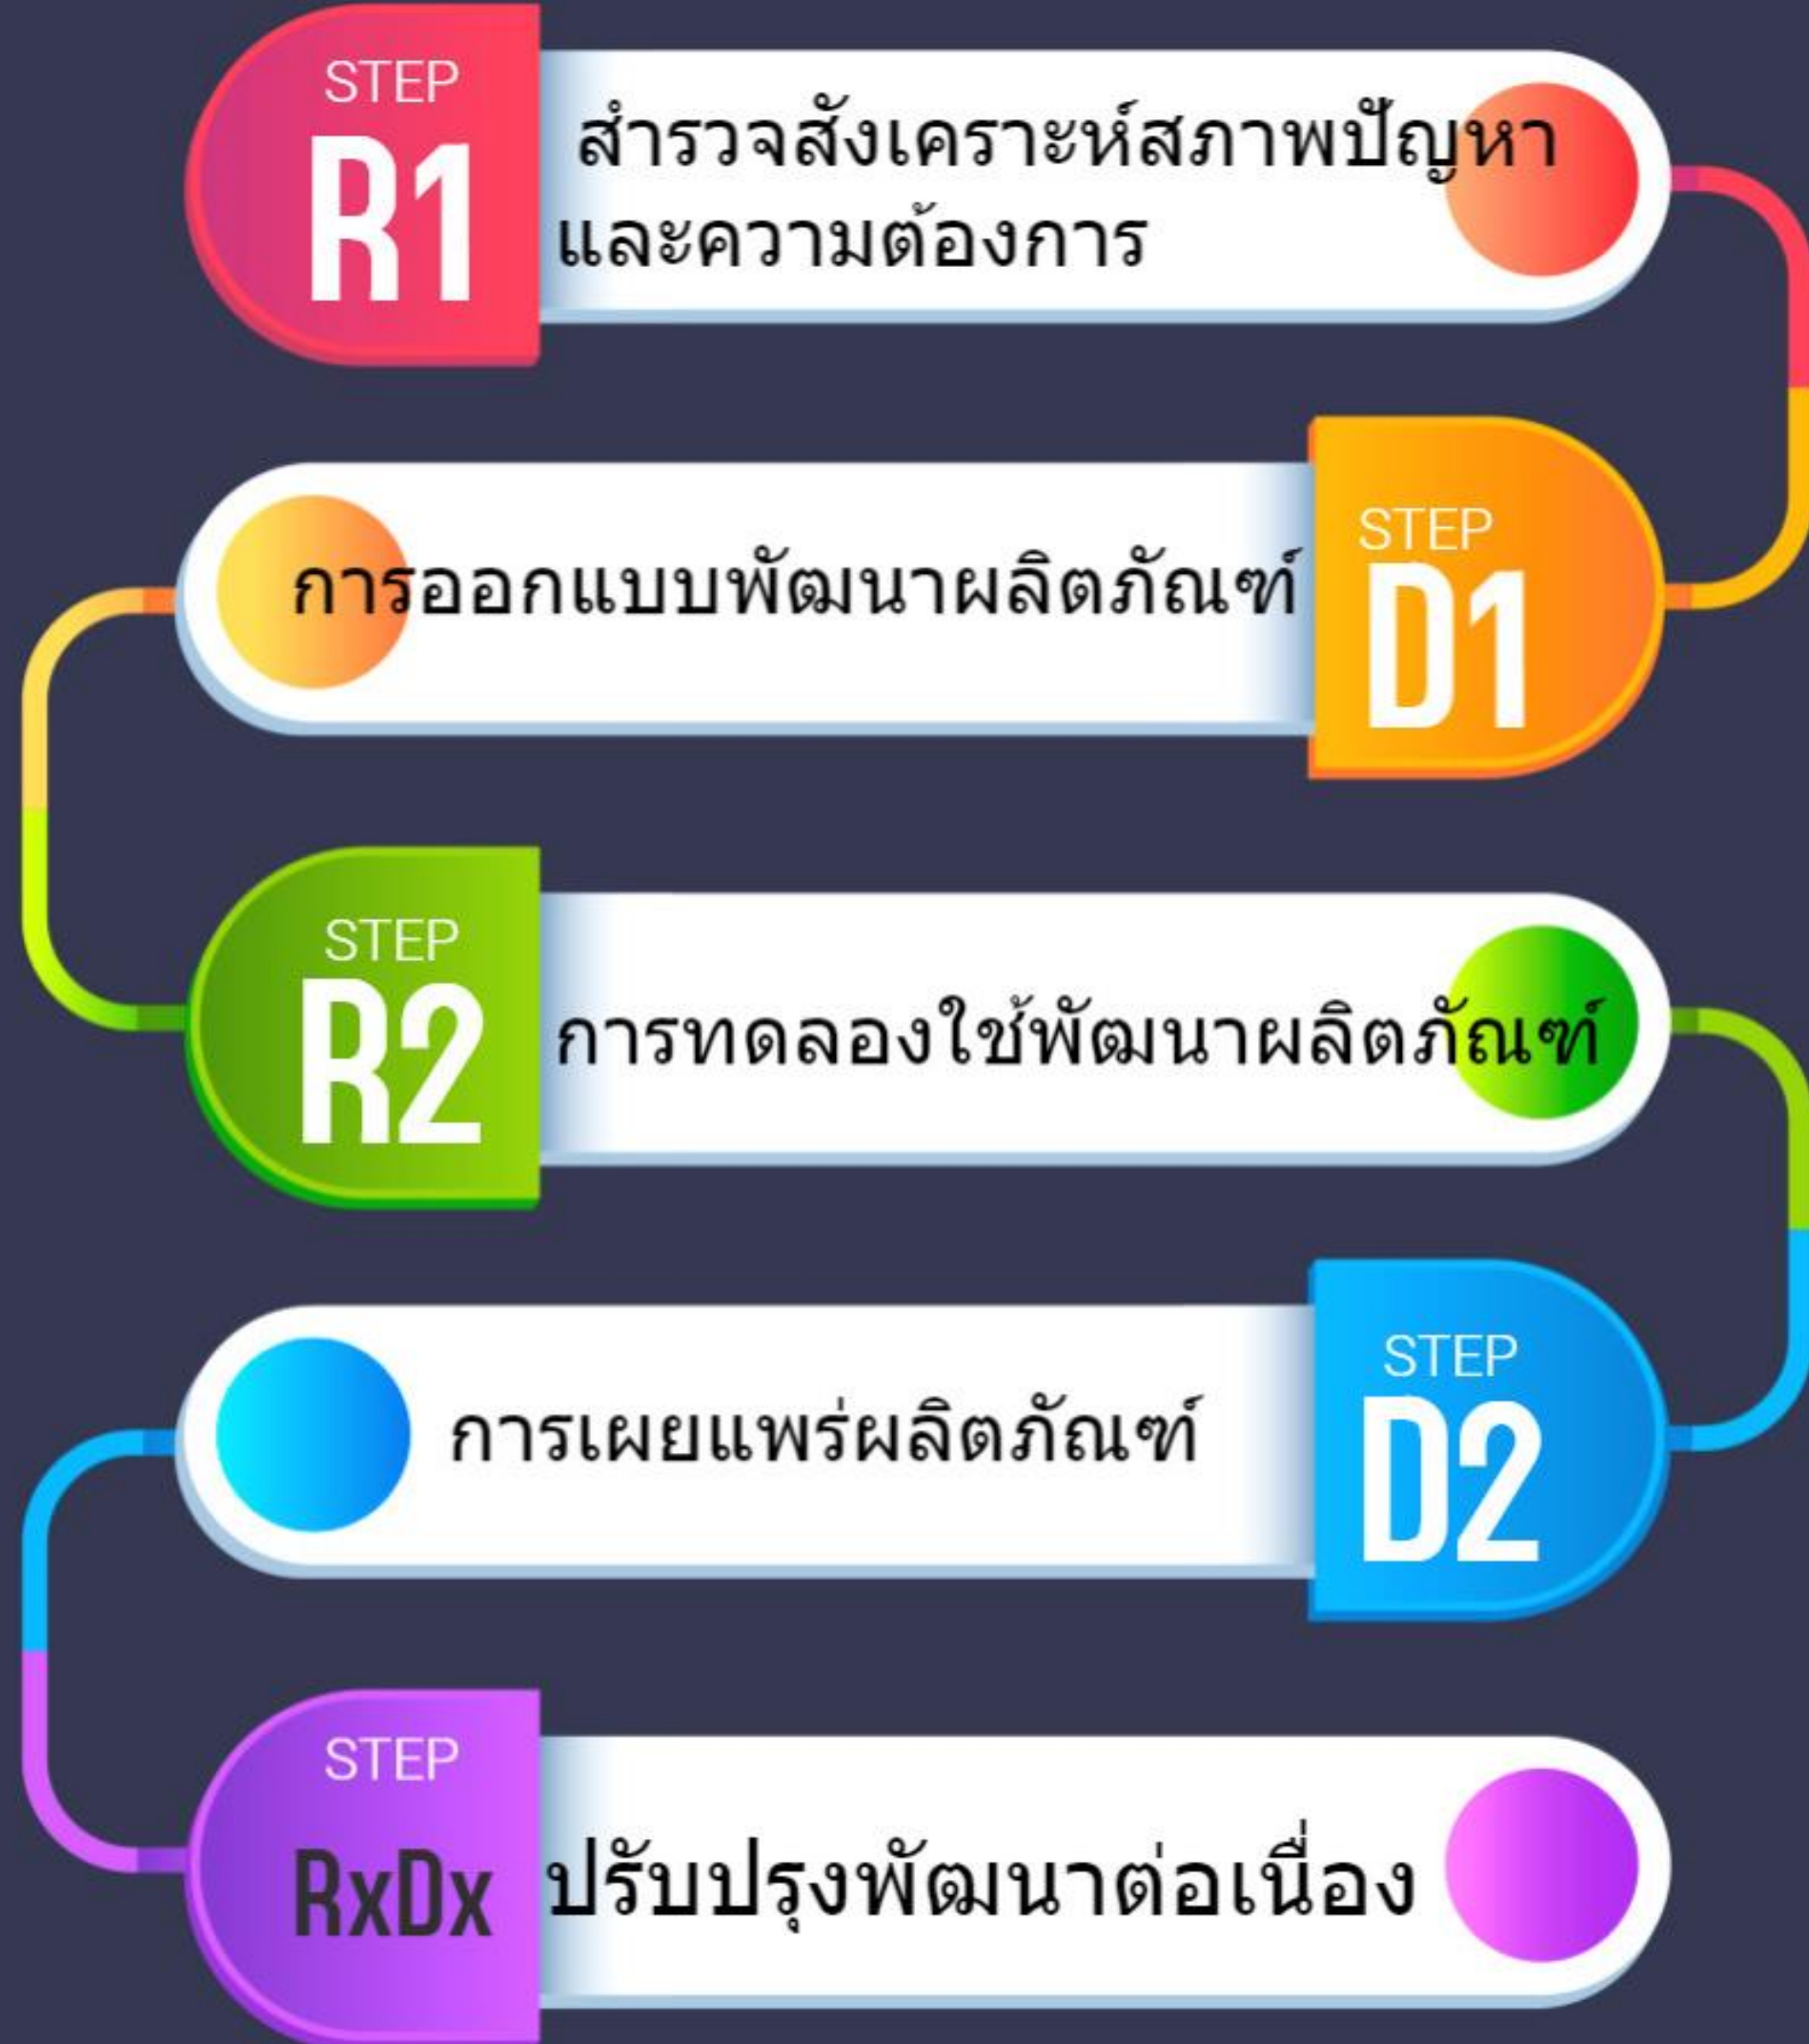 STEP
R1
สำรวจสังเคราะห์สภาพปัญหา
และความต้องการ
การออกแบบพัฒนาผลิตภัณฑ์
STEP
D1
STEP
R2
การทดลองใช้พัฒนาผลิตภัณฑ์
การเผยแพร่ผลิตภัณฑ์
STEP
D2
STEP
RxDx
ปรับปรุงพัฒนาต่อเนื่อง